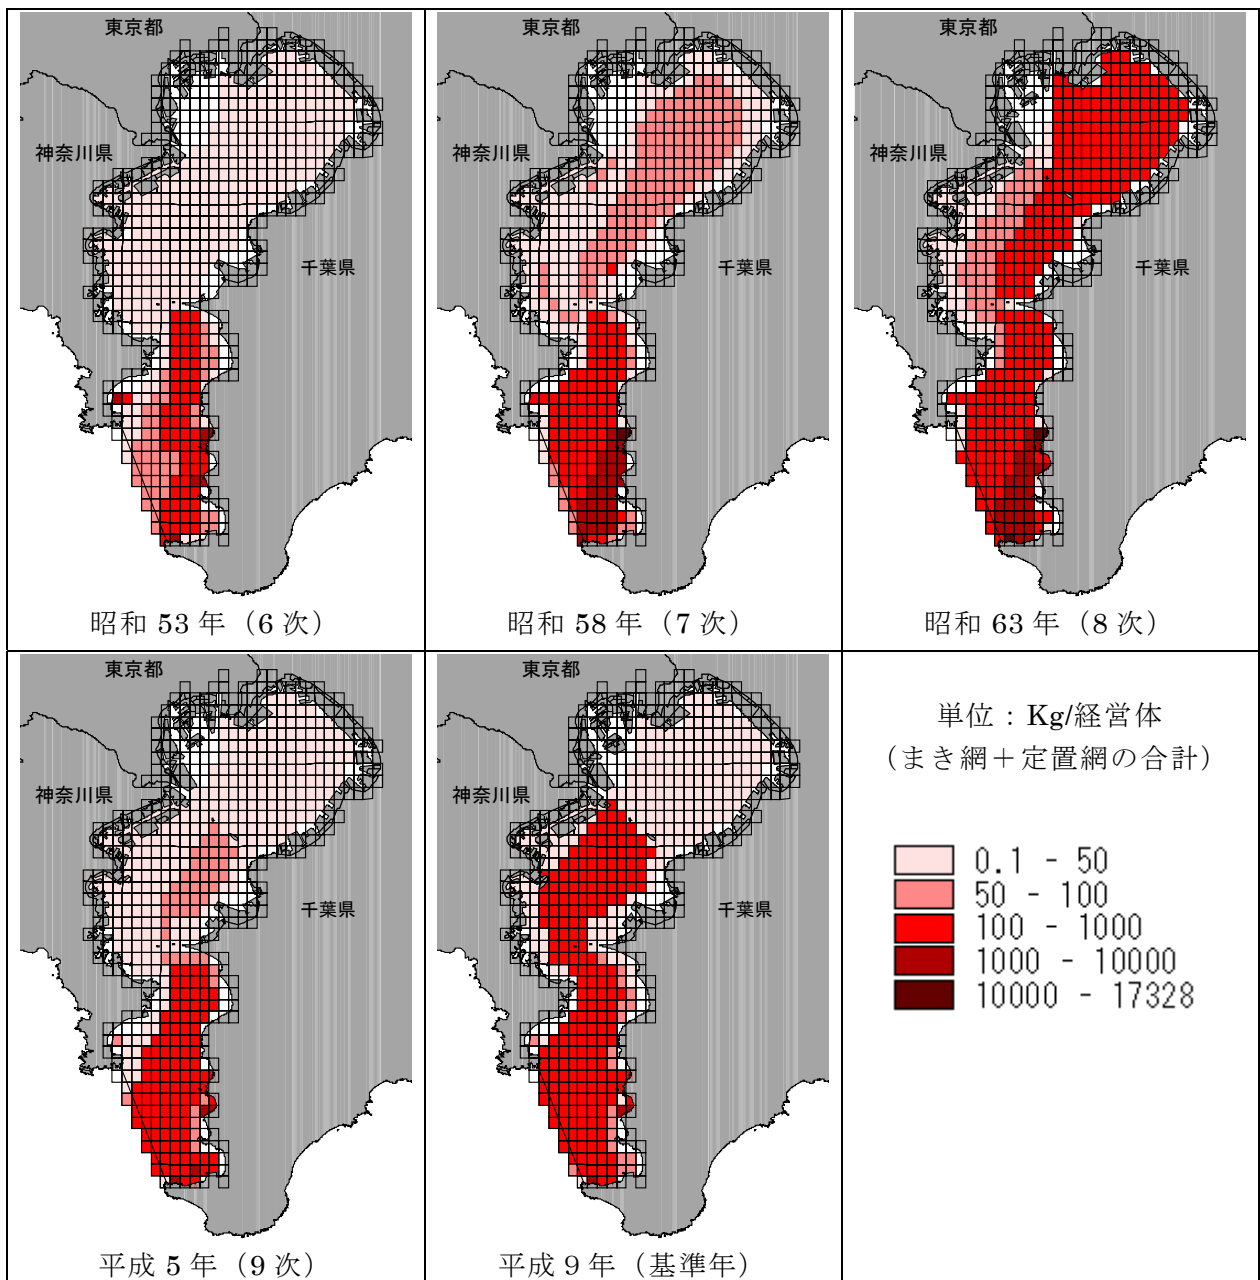 東京都
神奈川県
千葉県
昭和 53 年（6 次）
東京都
神奈川県
千葉県
昭和 58 年（7 次）
東京都
神奈川県
千葉県
昭和 63 年（8 次）
東京都
神奈川県
千葉県
平成 5 年（9 次）
東京都
神奈川県
千葉県
平成 9 年（基準年）
単位：Kg/経営体
（まき網＋定置網の合計）
0.1 - 50
50 - 100
100 - 1000
1000 - 10000
10000 - 17328